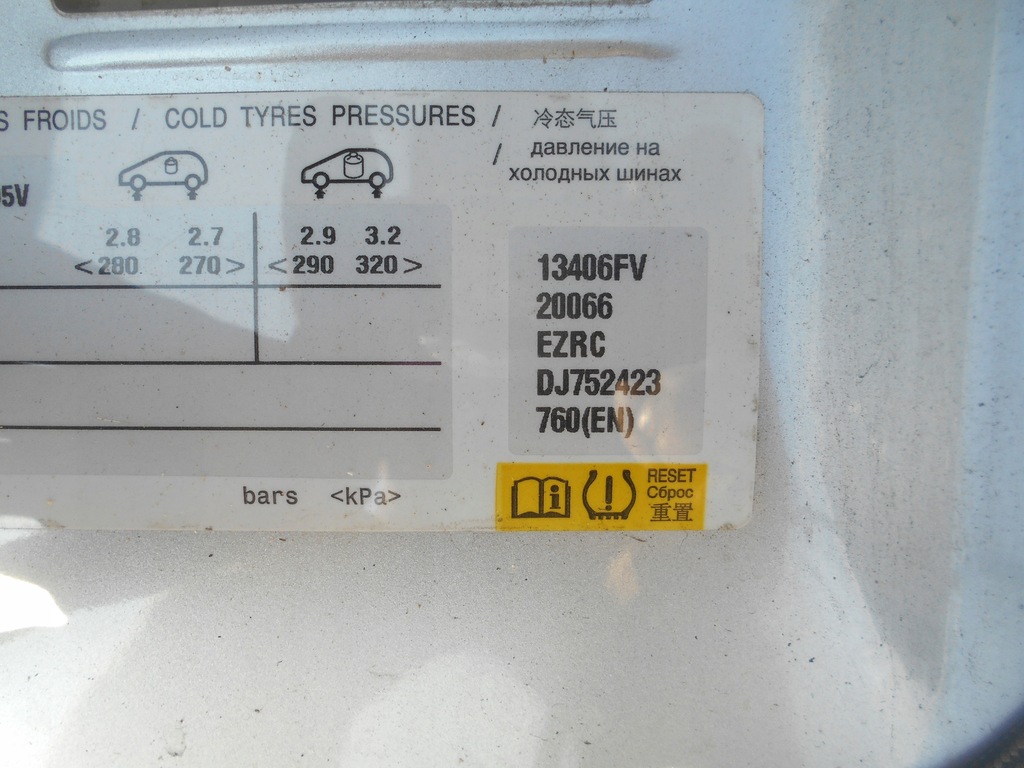 S FROIDS / COLD TYRES PRESSURES / 冷态气压
/ давление на
холодных шинах
5V
2.8 2.7 2.9 3.2
<280 270> <290 320>
13406FV
20066
EZRC
DJ752423
760(EN)
bars <kPa>
RESET
Сброс
重置